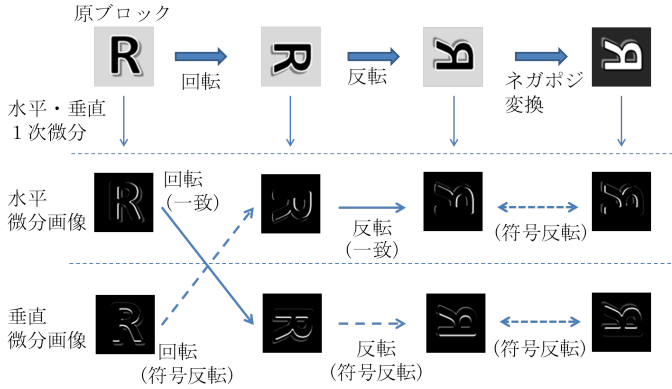 原ブロック
R
回転
R
反転
R
ネガポジ
変換
R
水平・垂直
１次微分
水平
微分画像
R
回転
(一致)
R
反転
(一致)
R
(符号反転)
R
垂直
微分画像
R
回転
(符号反転)
R
反転
(符号反転)
R
(符号反転)
R